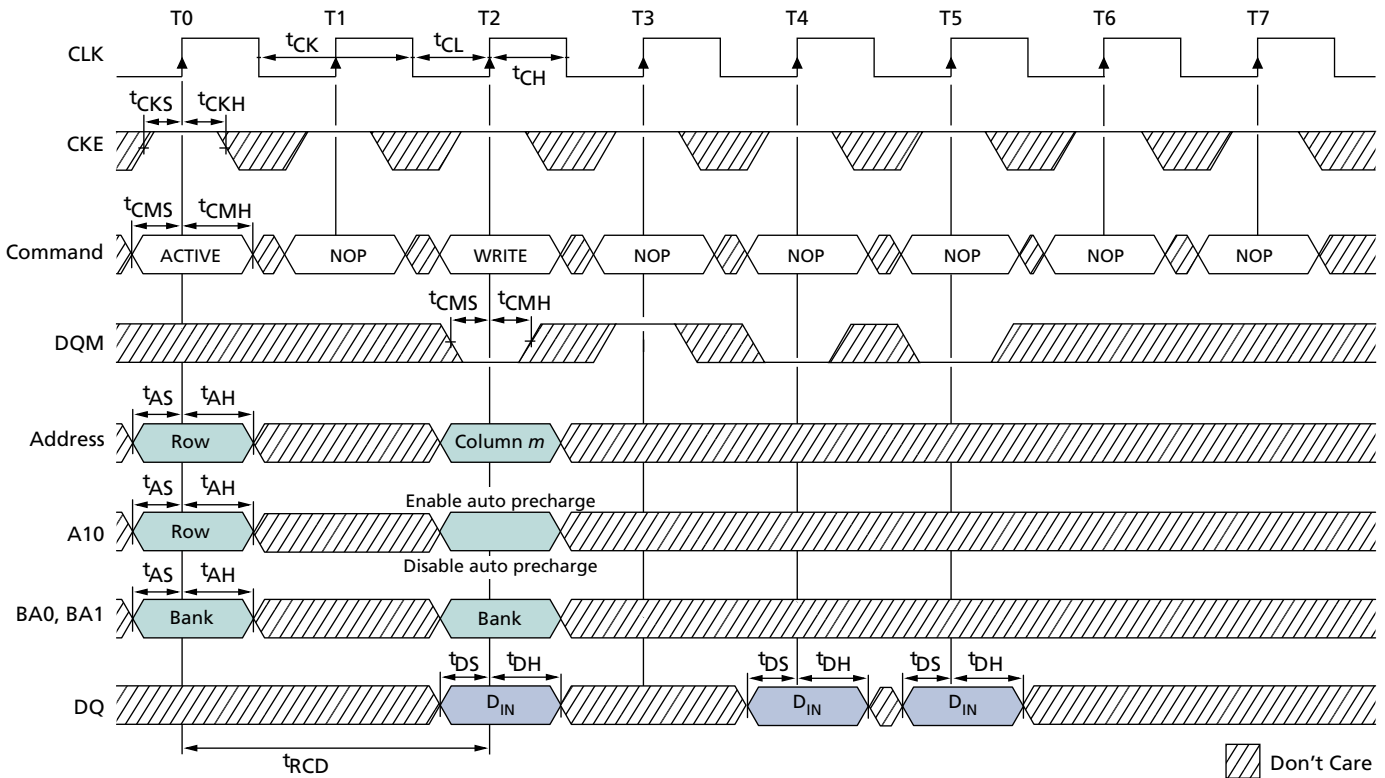 T0 T1 T2 T3 T4 T5 T6 T7
CLK
tCK tCL
tCH
tCKS tCKH
CKE
tCMS tCMH
Command ACTIVE NOP WRITE NOP NOP NOP NOP NOP
tCMS tCMH
DQM
tAS tAH
Address Row Column m
tAS tAH
Enable auto precharge
A10 Row
Disable auto precharge
tAS tAH
BA0, BA1 Bank Bank
tDS tDH tDS tDH tDS tDH
DQ DIN DIN DIN
tRCD
Don't Care